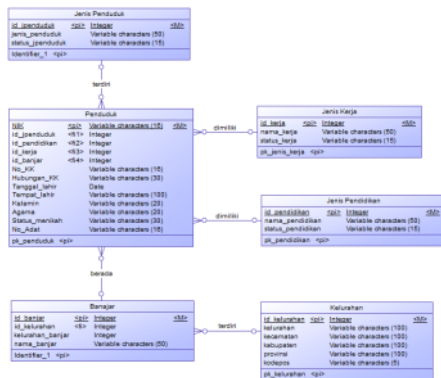 Jenis Penduduk
id_jpenduduk <pi> Integer <M>
jenis_penduduk Variable characters (50)
status_jpenduduk Variable characters (15)
Identifier_1 <pi>
terdiri
Penduduk
NIK <pi> Variable characters (16) <M>
id_jpenduduk <fi1> Integer
id_pendidikan <fi2> Integer
id_kerja <fi3> Integer
id_banjar <fi4> Integer
No_KK Variable characters (16)
Hubungan_KK Variable characters (30)
Tanggal_lahir Date
Tempat_lahir Variable characters (100)
Kelamin Variable characters (20)
Agama Variable characters (20)
Status_menikah Variable characters (30)
No_Adat Variable characters (16)
pk_penduduk <pi>
dimiliki
Jenis Kerja
id_kerja <pi> Integer <M>
nama_kerja Variable characters (50)
status_kerja Variable characters (15)
pk_jenis_kerja <pi>
dimiliki
Jenis Pendidikan
id_pendidikan <pi> Integer <M>
nama_pendidikan Variable characters (50)
status_pendidikan Variable characters (15)
pk_pendidikan <pi>
berada
Banajar
id_banjar <pi> Integer <M>
id_kelurahan <fi> Integer
kelurahan_banjar Integer
nama_banjar Variable characters (50)
Identifier_1 <pi>
terdiri
Kelurahan
id_kelurahan <pi> Integer <M>
kelurahan Variable characters (100)
kecamatan Variable characters (100)
kabupaten Variable characters (100)
provinsi Variable characters (100)
kodepos Variable characters (5)
pk_kelurahan <pi>